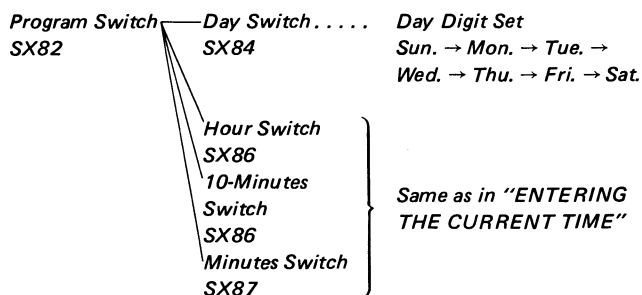 Program Switch
SX82
Day Switch ..... Day Digit Set
SX84
Sun. → Mon. → Tue. →
Wed. → Thu. → Fri. → Sat.
Hour Switch
SX86
10-Minutes
Switch
SX86
Minutes Switch
SX87
Same as in "ENTERING
THE CURRENT TIME"